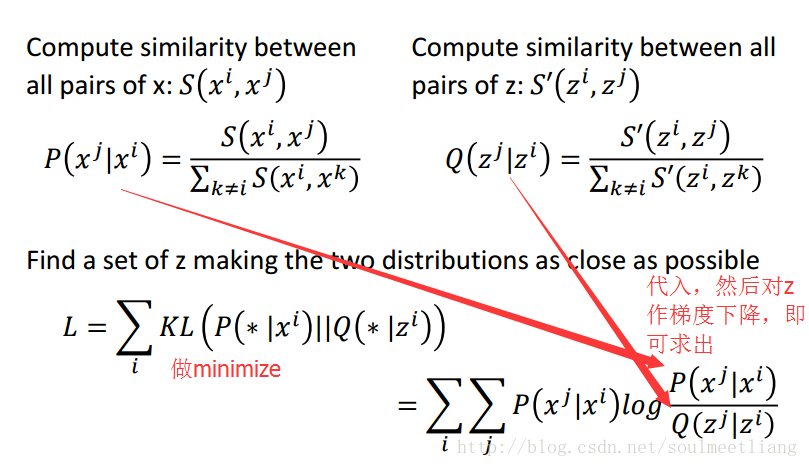 Compute similarity between
all pairs of x: S(x^i, x^j)
P(x^j|x^i) = S(x^i, x^j) / ∑_{k≠i} S(x^i, x^k)
Compute similarity between all
pairs of z: S′(z^i, z^j)
Q(z^j|z^i) = S′(z^i, z^j) / ∑_{k≠i} S′(z^i, z^k)
Find a set of z making the two distributions as close as possible
L = ∑_i KL(P(∗|x^i)||Q(∗|z^i))
做minimize
代入，然后对z
作梯度下降，即
可求出
= ∑_i ∑_j P(x^j|x^i)log P(x^j|x^i) / Q(z^j|z^i)
http://blog.csdn.net/soulmeetliang